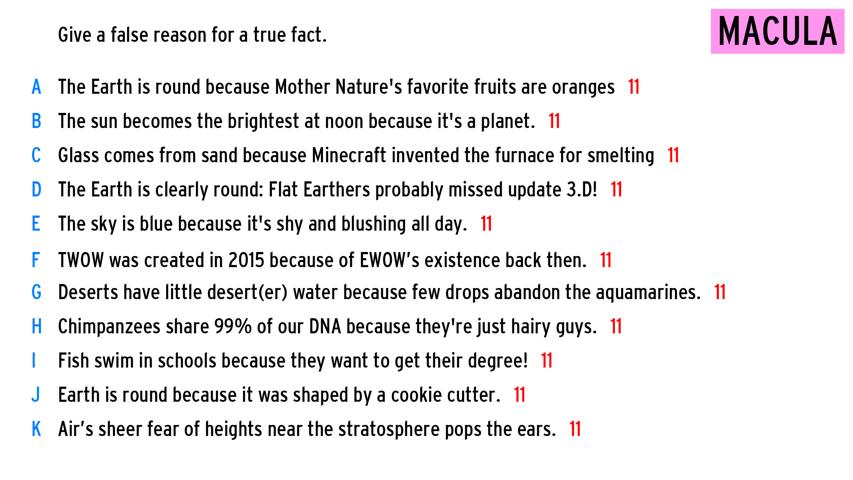 Give a false reason for a true fact.
MACULA
A The Earth is round because Mother Nature's favorite fruits are oranges 11
B The sun becomes the brightest at noon because it's a planet. 11
C Glass comes from sand because Minecraft invented the furnace for smelting 11
D The Earth is clearly round: Flat Earthers probably missed update 3.D! 11
E The sky is blue because it's shy and blushing all day. 11
F TWOW was created in 2015 because of EWOW’s existence back then. 11
G Deserts have little desert(er) water because few drops abandon the aquamarines. 11
H Chimpanzees share 99% of our DNA because they're just hairy guys. 11
I Fish swim in schools because they want to get their degree! 11
J Earth is round because it was shaped by a cookie cutter. 11
K Air’s sheer fear of heights near the stratosphere pops the ears. 11